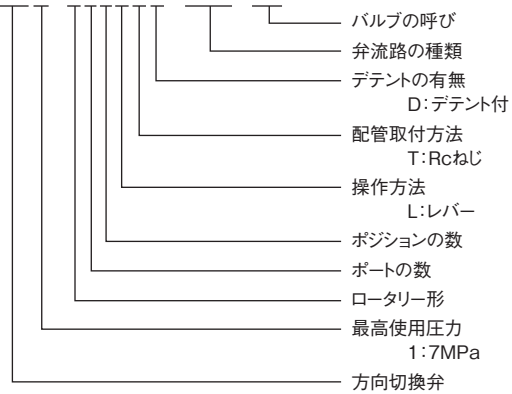 バルブの呼び
弁流路の種類
デテントの有無
D：デテント付
配管取付方法
T：Rcねじ
操作方法
L：レバー
ポジションの数
ポートの数
ロータリー形
最高使用圧力
1：7MPa
方向切換弁